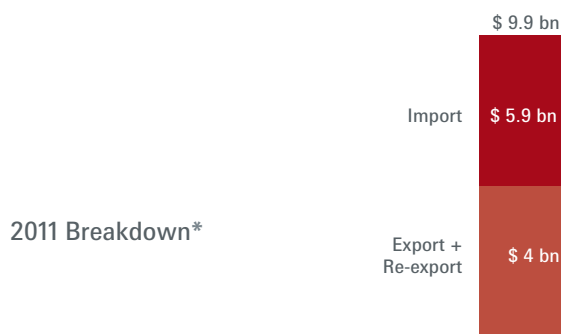 $ 9.9 bn
Import
$ 5.9 bn
2011 Breakdown*
Export +
Re-export
$ 4 bn